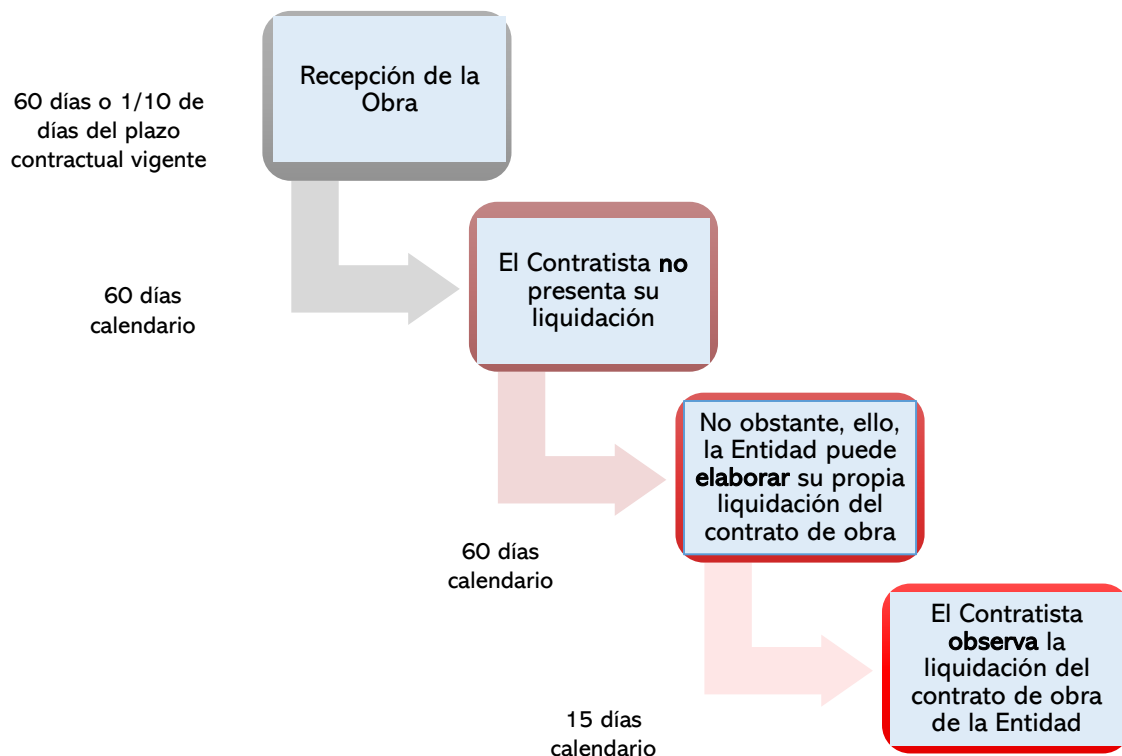 Recepción de la
Obra
60 días o 1/10 de
días del plazo
contractual vigente
El Contratista no
presenta su
liquidación
60 días
calendario
No obstante, ello,
la Entidad puede
elaborar su propia
liquidación del
contrato de obra
60 días
calendario
El Contratista
observa la
liquidación del
contrato de obra
de la Entidad
15 días
calendario